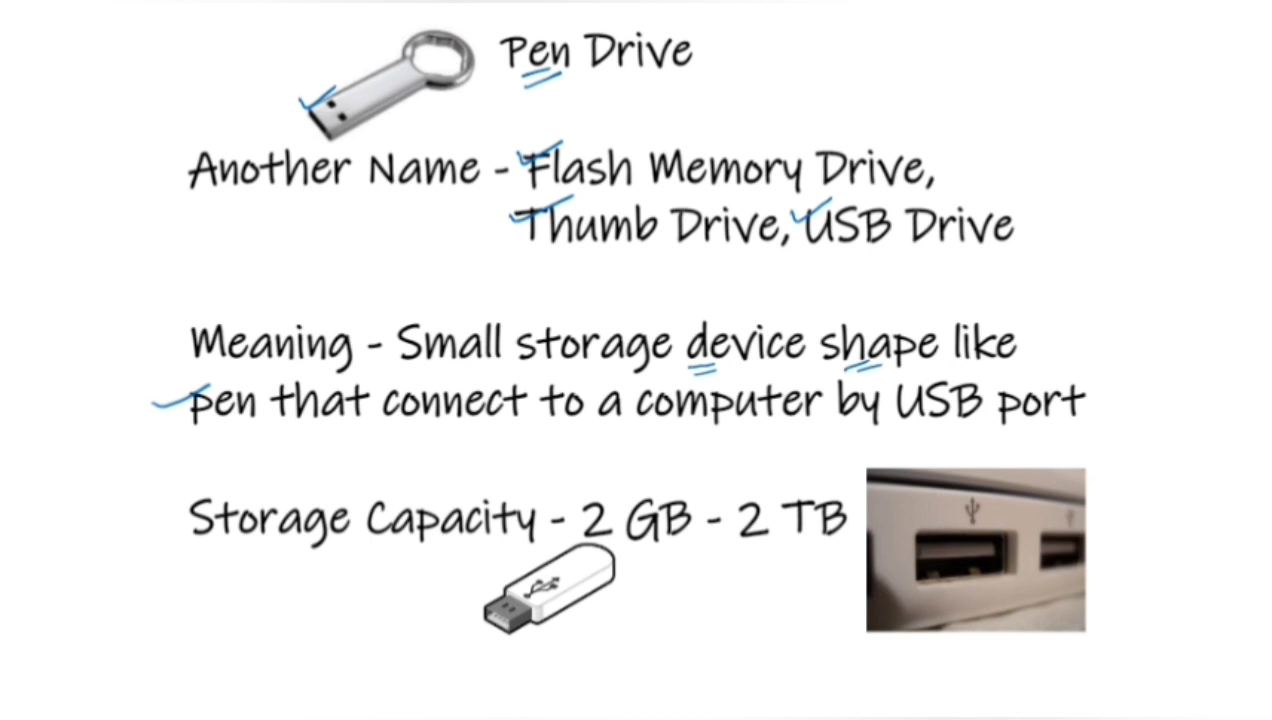 Pen Drive
Another Name - Flash Memory Drive,
Thumb Drive, USB Drive
Meaning - Small storage device shape like
pen that connect to a computer by USB port
Storage Capacity - 2 GB - 2 TB